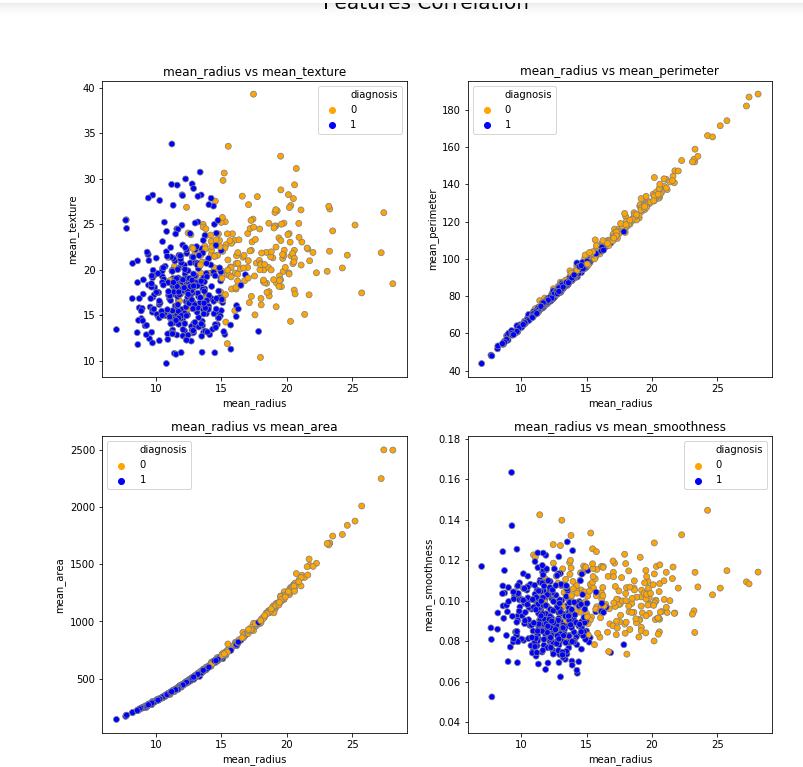 Features Correlation
mean_radius vs mean_texture
40
35
30
25
20
15
10
mean_texture
diagnosis
0
1
10 15 20 25
mean_radius
mean_radius vs mean_perimeter
180
160
140
120
100
80
60
40
mean_perimeter
diagnosis
0
1
10 15 20 25
mean_radius
mean_radius vs mean_area
2500
2000
1500
1000
500
mean_area
diagnosis
0
1
10 15 20 25
mean_radius
mean_radius vs mean_smoothness
0.18
0.16
0.14
0.12
0.10
0.08
0.06
0.04
mean_smoothness
diagnosis
0
1
10 15 20 25
mean_radius